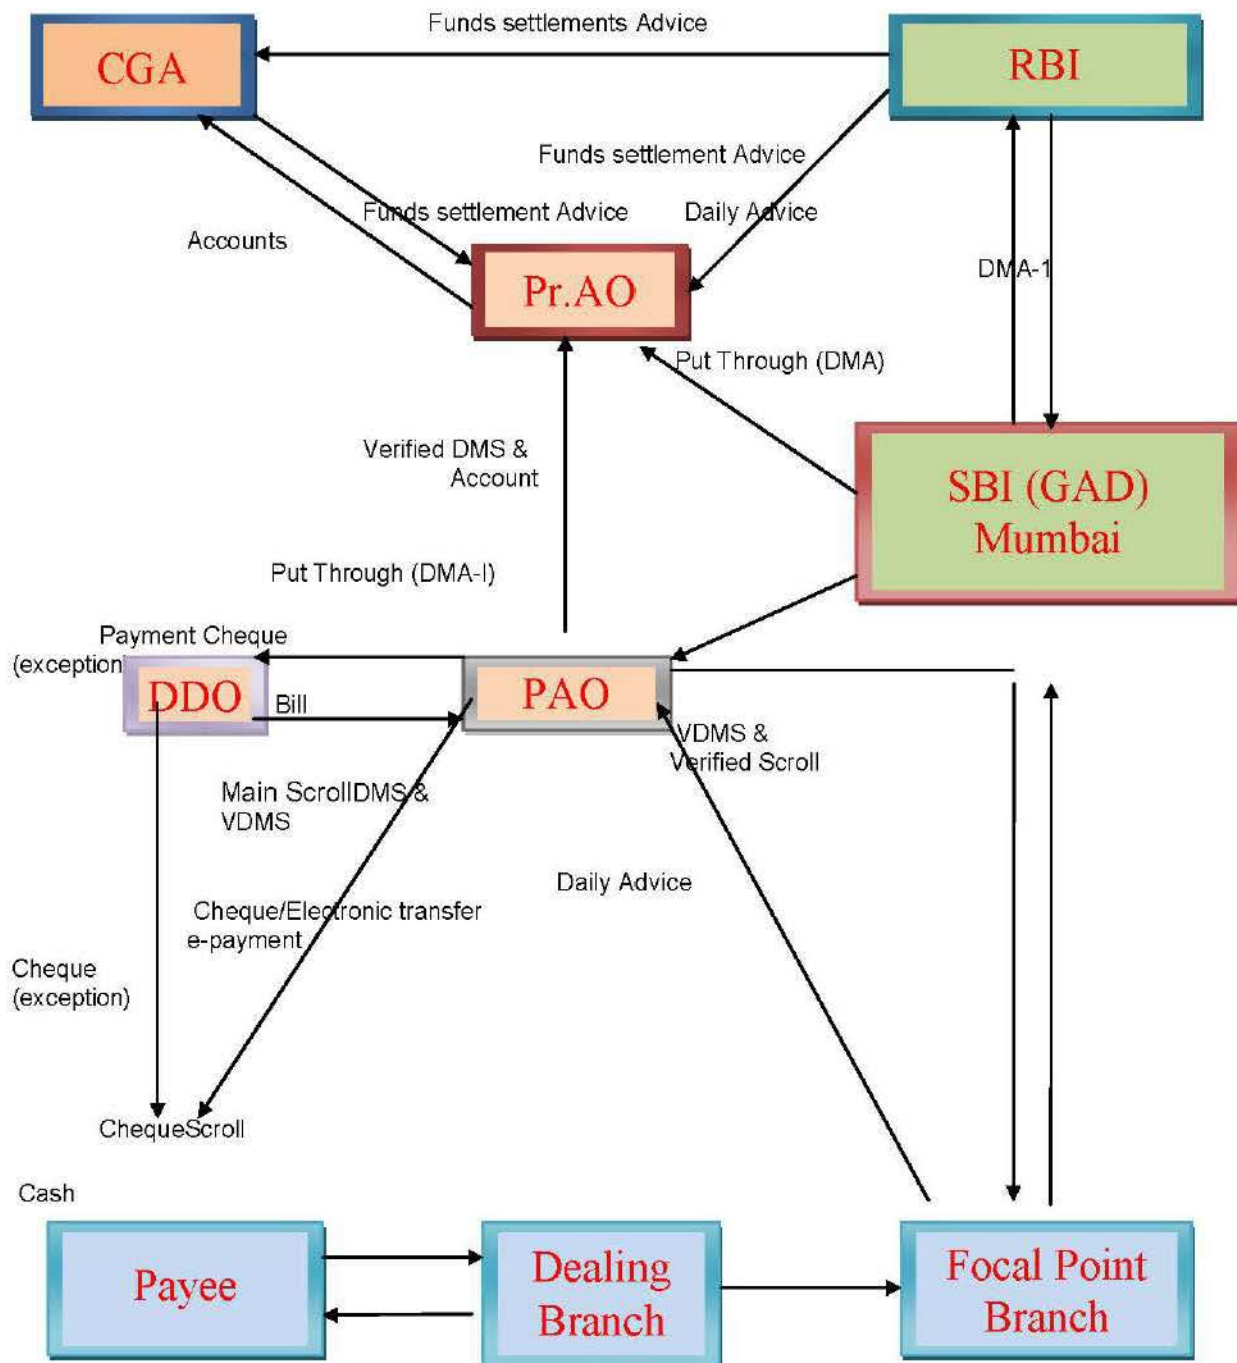 Funds settlements Advice
CGA
RBI
Funds settlement Advice
Funds settlement Advice
Daily Advice
Accounts
DMA-1
Pr.AO
Put Through (DMA)
Verified DMS &
Account
SBI (GAD)
Mumbai
Put Through (DMA-I)
Payment Cheque
(exception)
DDO
Bill
PAO
VDMS &
Verified Scroll
Main ScrollDMS &
VDMS
Daily Advice
Cheque/Electronic transfer
e-payment
Cheque
(exception)
ChequeScroll
Cash
Payee
Dealing
Branch
Focal Point
Branch